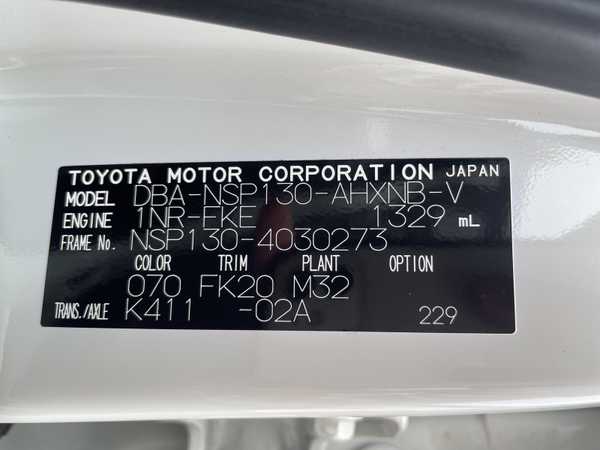 TOYOTA MOTOR CORPORATION JAPAN
MODEL DBA-NSP130-AHXNB-V
ENGINE 1NR-FKE 1329 mL
FRAME No. NSP130-4030273
COLOR TRIM PLANT OPTION
070 FK20 M32
TRANS./AXLE K411 -02A 229